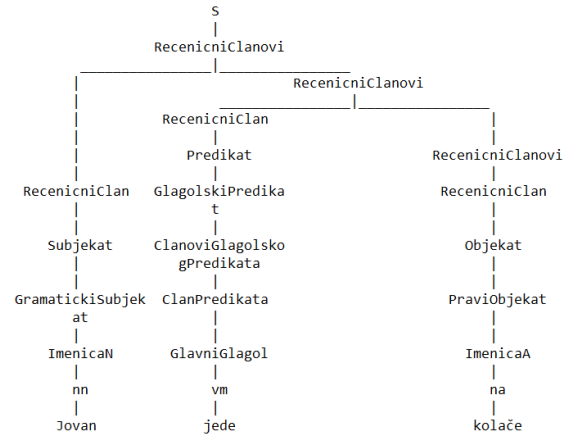 S
RecenicniClanovi
RecenicniClanovi
RecenicniClan
Predikat RecenicniClanovi
RecenicniClan GlagolskiPredika RecenicniClan
t
Subjekat ClanoviGlagolsko Objekat
gPredikata
GramatickiSubjek ClanPredikata PraviObjekat
at
ImenicaN GlavniGlagol ImenicaA
nn vm na
Jovan jede kolače